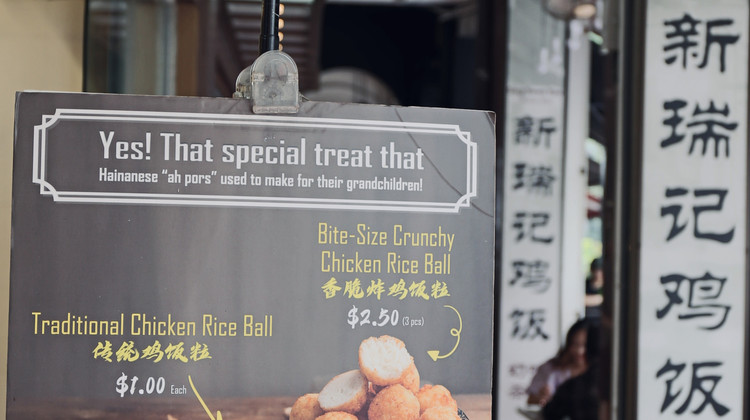 Yes! That special treat that
Hainanese “ah pors” used to make for their grandchildren!
Bite-Size Crunchy
Chicken Rice Ball
香脆炸鸡饭粒
$2.50 (3 pcs)
Traditional Chicken Rice Ball
传统鸡饭粒
$1.00 Each
新瑞记鸡饭
新瑞记鸡饭